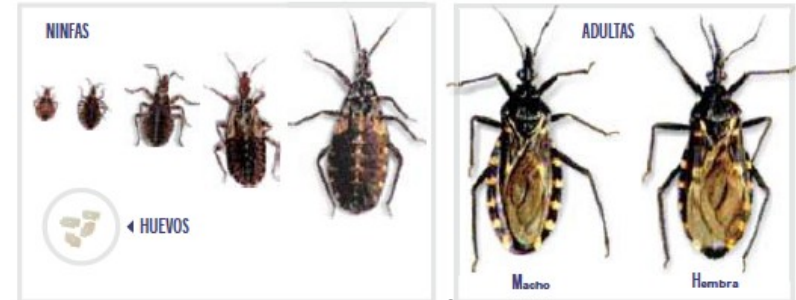 NINFAS
HUEVOS
ADULTAS
Macho
Hembra